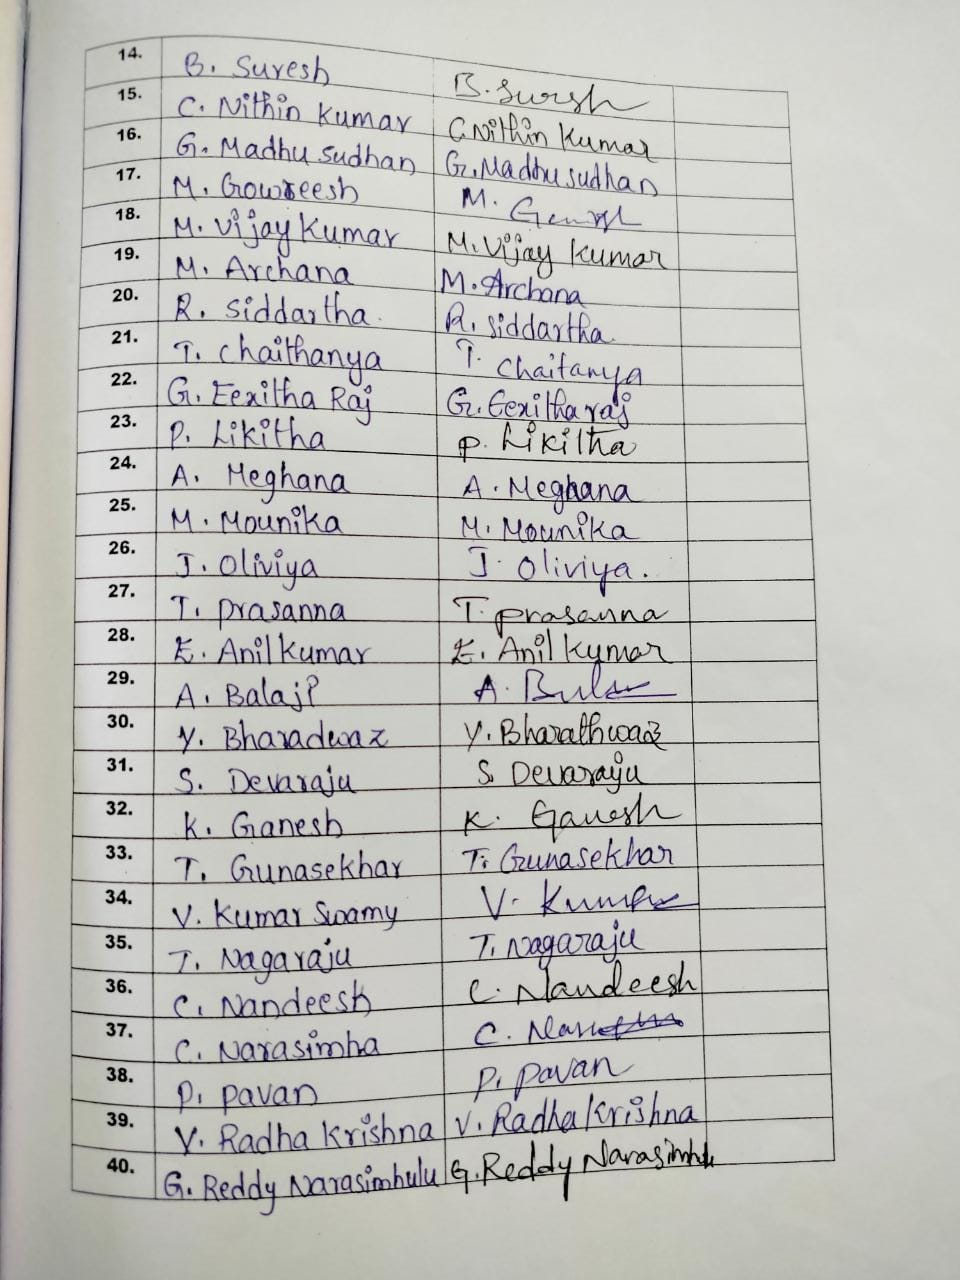 14. B. Suresh B. Suresh
15. C. Nithin Kumar C. Nithin Kumar
16. G. Madhu sudhan G. Madhu sudhan
17. M. Gowreesh M.
18. M. Vijay Kumar M. Vijay Kumar
19. M. Archana M. Archana
20. R. Siddartha. R. Siddartha.
21. T. Chaithanya T. Chaitanya
22. G. Eexitha Raj G. Eexitha raj
23. P. Likitha P. Likitha
24. A. Meghana A. Meghana
25. M. Mounika M. Mounika
26. J. Oliviya J. Oliviya.
27. T. Prasanna T. Prasanna
28. E. Anil Kumar E. Anil Kumar
29. A. Balaji A.
30. Y. Bharadwaz Y. Bharathwaz
31. S. Devaraju S. Devaraju
32. K. Ganesh K. Ganesh
33. T. Gunasekhar T. Gunasekhar
34. V. Kumar Swamy V. Kumar
35. T. Nagaraju T. Nagaraju
36. C. Nandeesh C. Nandeesh
37. C. Narasimha C.
38. P. Pavan P. Pavan
39. V. Radha Krishna V. Radha Krishna
40. G. Reddy Narasimhulu G. Reddy Narasimhulu